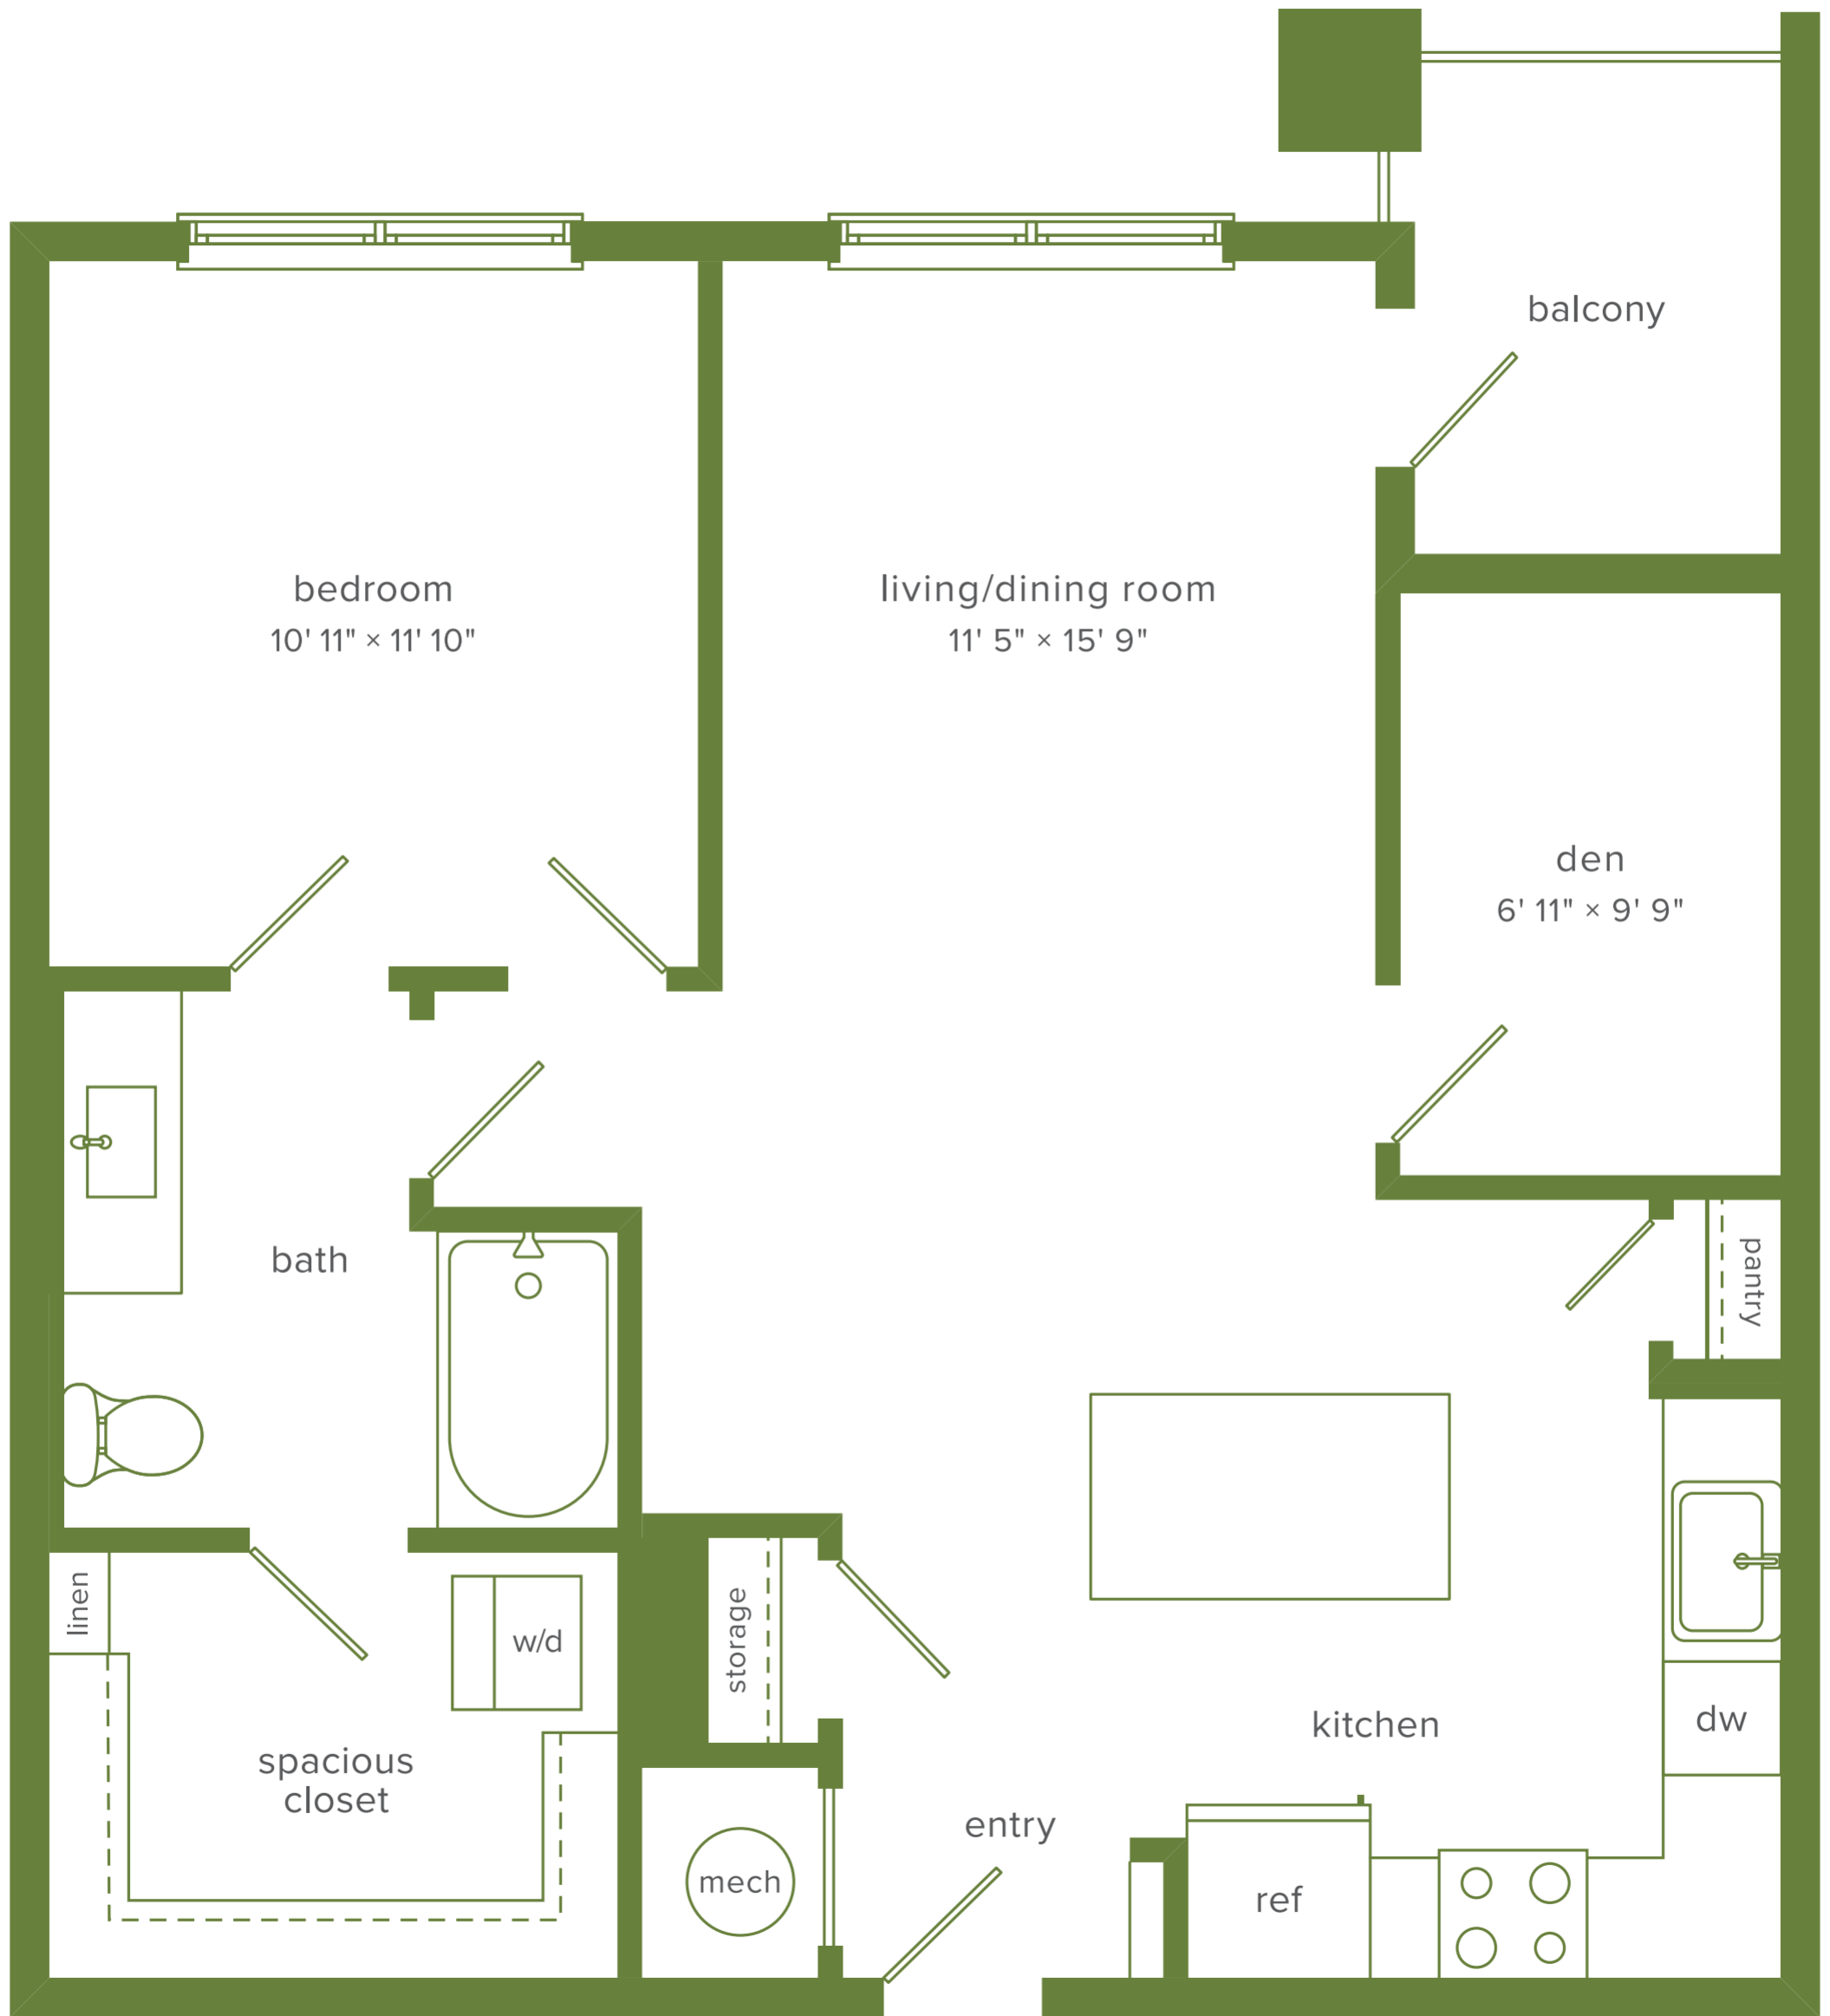 balcony
bedroom
10' 11" × 11' 10"
living/dining room
11' 5" × 15' 9"
den
6' 11" × 9' 9"
bath
pantry
linen
w/d
storage
kitchen
dw
spacious
closet
entry
mech
ref